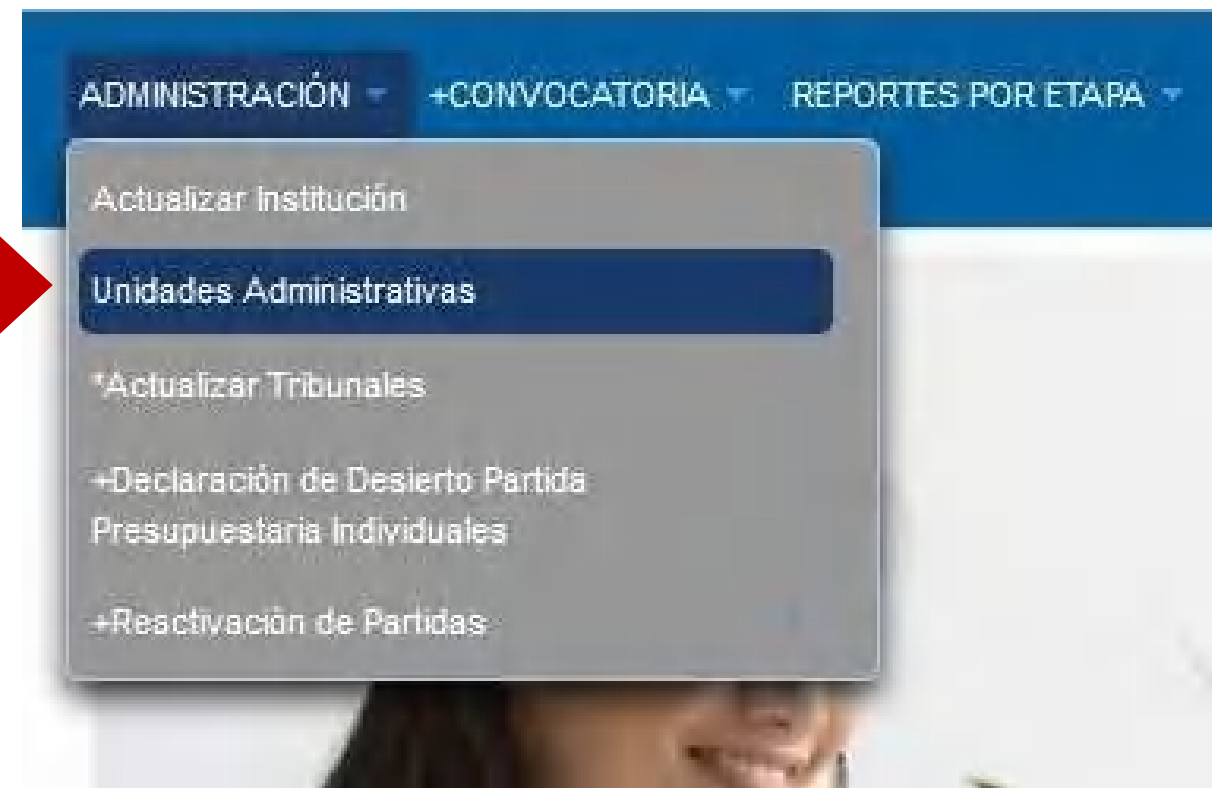 ADMINISTRACIÓN +CONVOCATORIA REPORTES POR ETAPA
Actualizar Institución
Unidades Administrativas
*Actualizar Tribunales
+Declaración de Desierto Partida
Presupuestaria Individuales
+Reactivación de Partidas